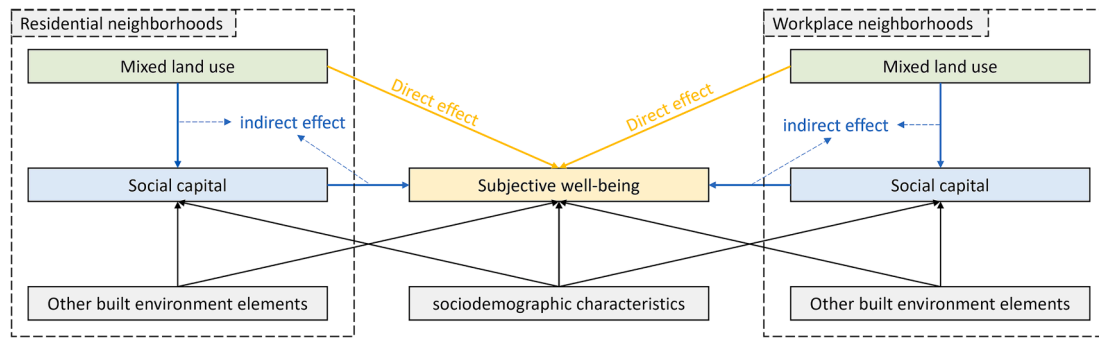 Residential neighborhoods
Workplace neighborhoods
Mixed land use
Mixed land use
Direct effect
Direct effect
indirect effect
indirect effect
Social capital
Subjective well-being
Social capital
Other built environment elements
sociodemographic characteristics
Other built environment elements